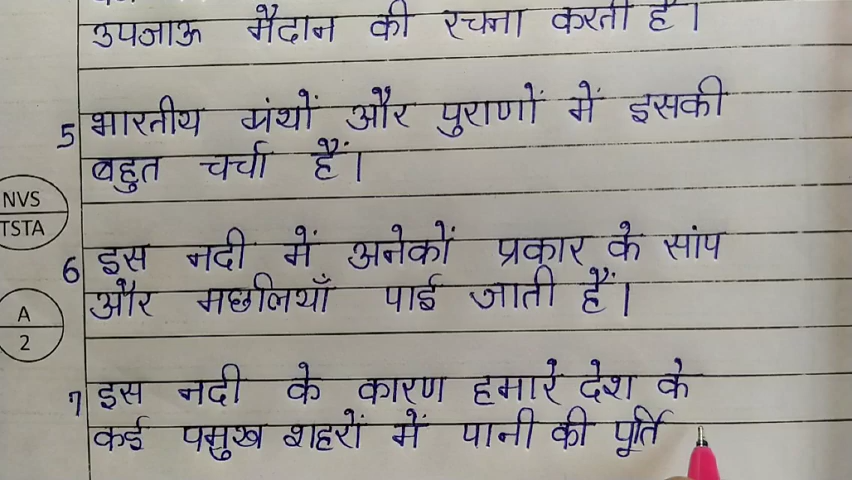 उपजाऊ मैदान की रचना करती है।
5 भारतीय ग्रंथों और पुराणों में इसकी
बहुत चर्चा हैं।
NVS
TSTA
6 इस नदी में अनेकों प्रकार के सांप
और मछलियाँ पाई जाती हैं।
A
2
7 इस नदी के कारण हमारे देश के
कई पमुख शहरों में पानी की पूर्ति